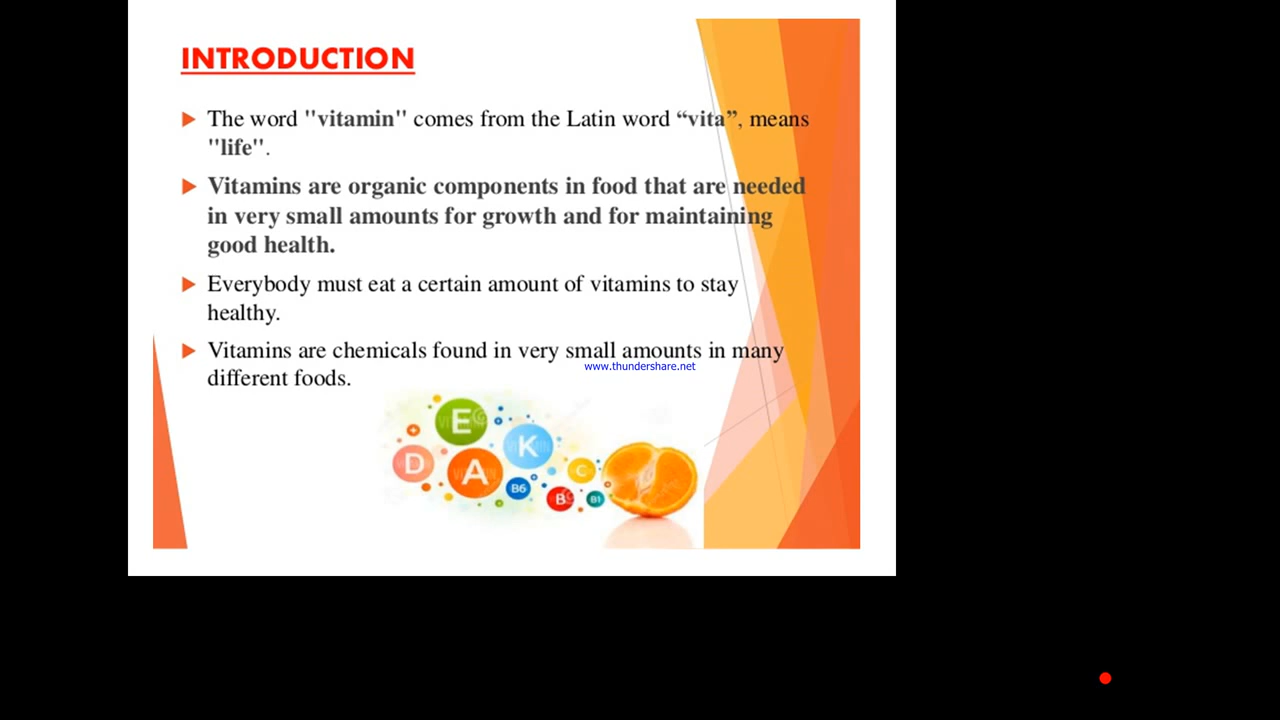 INTRODUCTION
The word "vitamin" comes from the Latin word “vita”, means
"life".
Vitamins are organic components in food that are needed
in very small amounts for growth and for maintaining
good health.
Everybody must eat a certain amount of vitamins to stay
healthy.
Vitamins are chemicals found in very small amounts in many
different foods.
www.thundershare.net
E
K
D
A
C
B6
B
B1